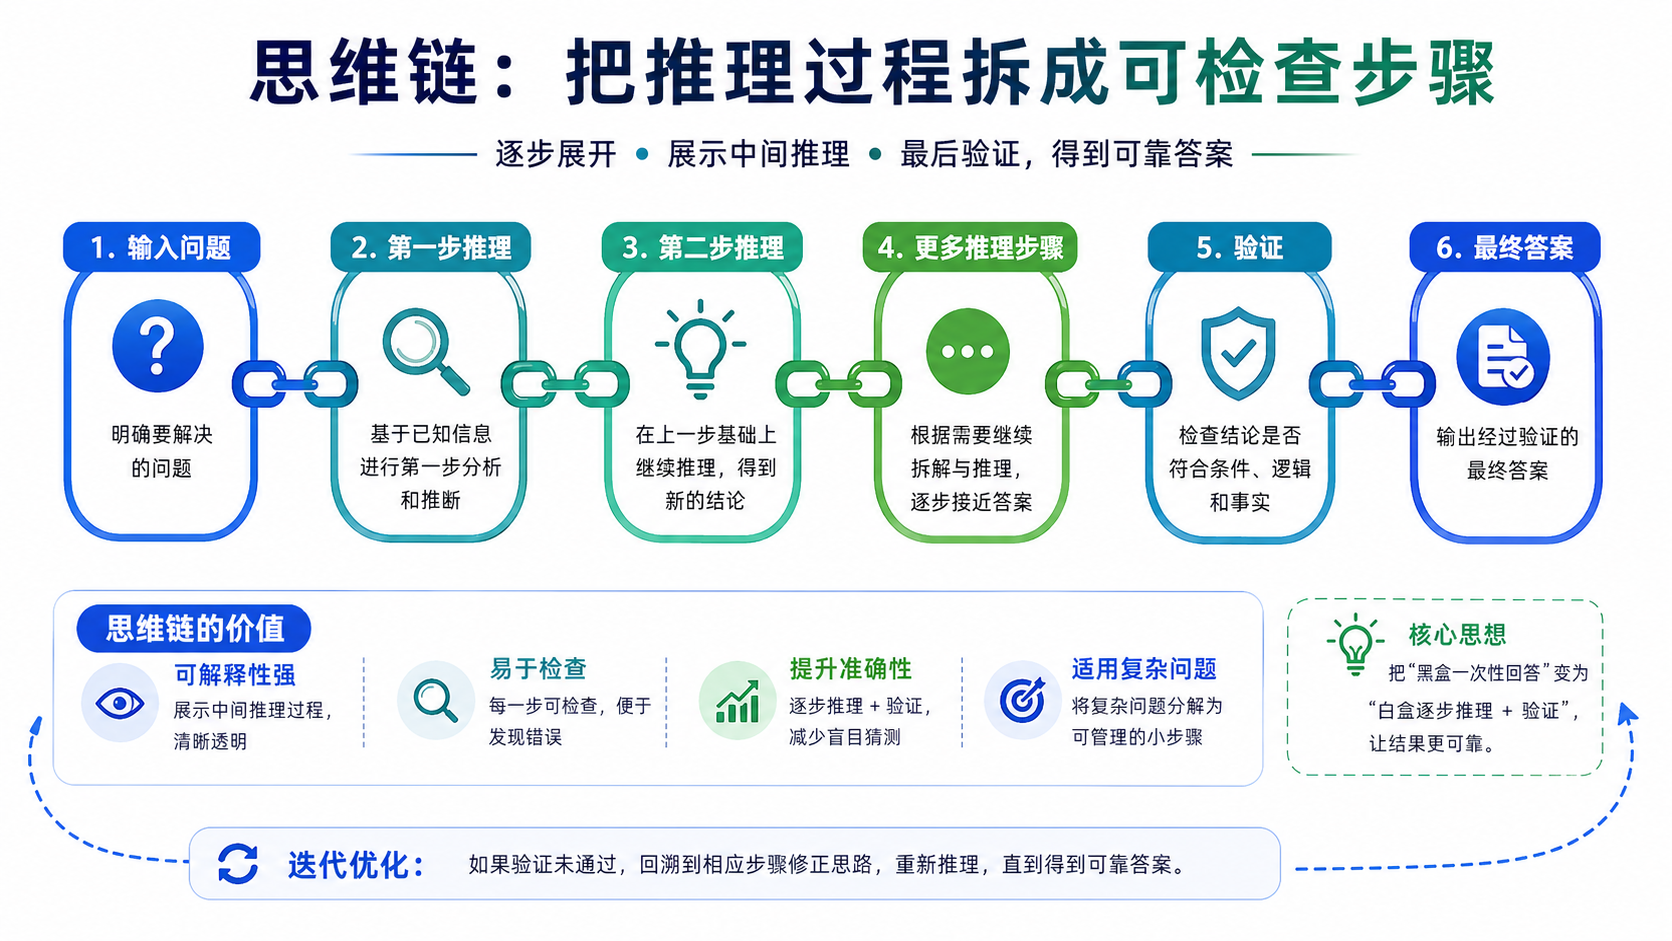 思维链：把推理过程拆成可检查步骤
逐步展开 • 展示中间推理 • 最后验证，得到可靠答案
1. 输入问题
明确要解决
的问题
2. 第一步推理
基于已知信息
进行第一步分析
和推断
3. 第二步推理
在上一步基础上
继续推理，得到
新的结论
4. 更多推理步骤
根据需要继续
拆解与推理，
逐步接近答案
5. 验证
检查结论是否
符合条件、逻辑
和事实
6. 最终答案
输出经过验证的
最终答案
思维链的价值
可解释性强
展示中间推理过程，
清晰透明
易于检查
每一步可检查，便于
发现错误
提升准确性
逐步推理 + 验证，
减少盲目猜测
适用复杂问题
将复杂问题分解为
可管理的小步骤
核心思想
把“黑盒一次性回答”变为
“白盒逐步推理 + 验证”，
让结果更可靠。
迭代优化： 如果验证未通过，回溯到相应步骤修正思路，重新推理，直到得到可靠答案。